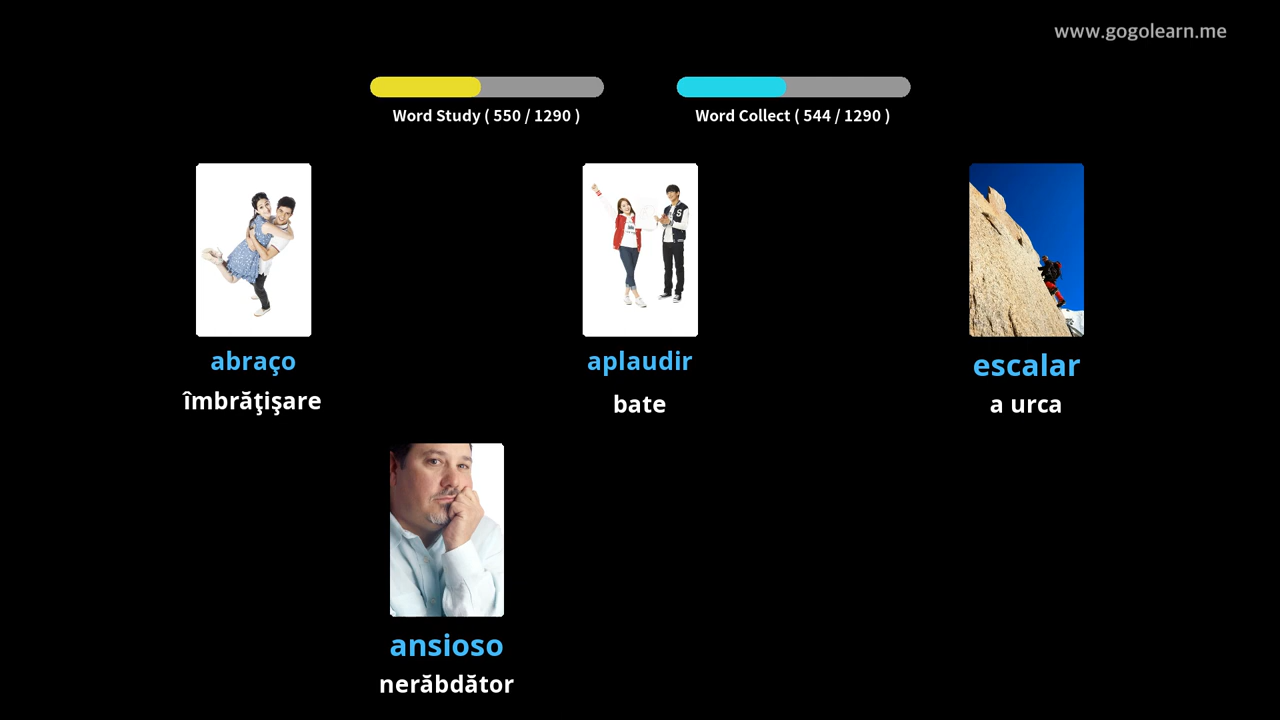 www.gogolearn.me
Word Study ( 550 / 1290 )
Word Collect ( 544 / 1290 )
abraço
aplaudir
escalar
îmbrăţişare
bate
a urca
ansioso
nerăbdător